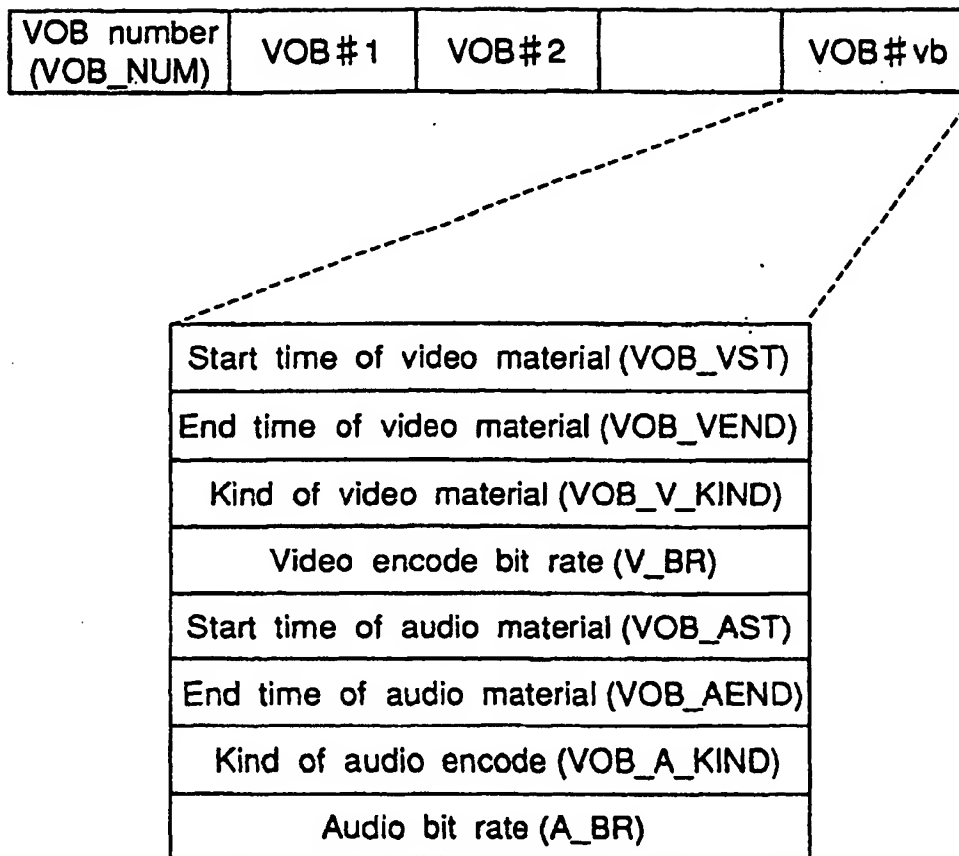 VOB number
(VOB_NUM)
VOB#1
VOB#2
VOB#vb
Start time of video material (VOB_VST)
End time of video material (VOB_VEND)
Kind of video material (VOB_V_KIND)
Video encode bit rate (V_BR)
Start time of audio material (VOB_AST)
End time of audio material (VOB_AEND)
Kind of audio encode (VOB_A_KIND)
Audio bit rate (A_BR)